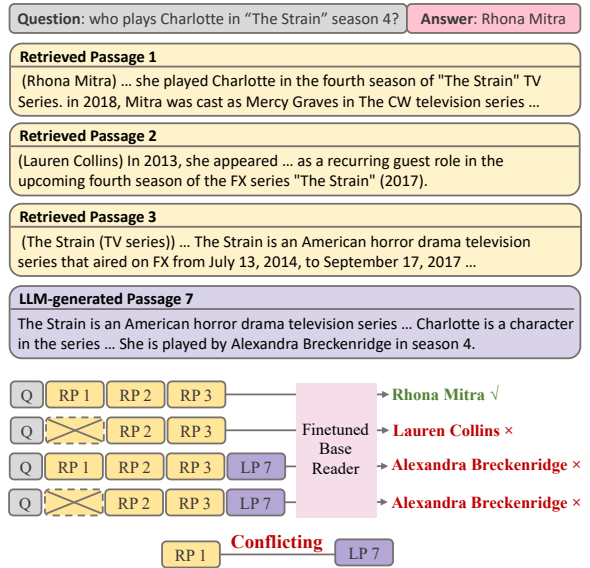 Question: who plays Charlotte in “The Strain” season 4? Answer: Rhona Mitra
Retrieved Passage 1
(Rhona Mitra) ... she played Charlotte in the fourth season of "The Strain" TV
Series. in 2018, Mitra was cast as Mercy Graves in The CW television series ...
Retrieved Passage 2
(Lauren Collins) In 2013, she appeared ... as a recurring guest role in the
upcoming fourth season of the FX series "The Strain" (2017).
Retrieved Passage 3
(The Strain (TV series)) ... The Strain is an American horror drama television
series that aired on FX from July 13, 2014, to September 17, 2017 ...
LLM-generated Passage 7
The Strain is an American horror drama television series ... Charlotte is a character
in the series ... She is played by Alexandra Breckenridge in season 4.
Q RP 1 RP 2 RP 3 Rhona Mitra √
Q RP 2 RP 3 Lauren Collins ×
Finetuned
Base
Reader
Q RP 1 RP 2 RP 3 LP 7 Alexandra Breckenridge ×
Q RP 2 RP 3 LP 7 Alexandra Breckenridge ×
RP 1 Conflicting LP 7